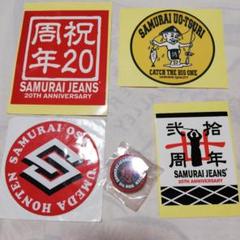 祝
周
年20
SAMURAI JEANS
20TH ANNIVERSARY
SAMURAI UO-TSURI
CATCH THE BIG ONE
SAMURAI OSAKA UMEDA HONTEN
弐拾
周
年
SAMURAI JEANS
20TH ANNIVERSARY